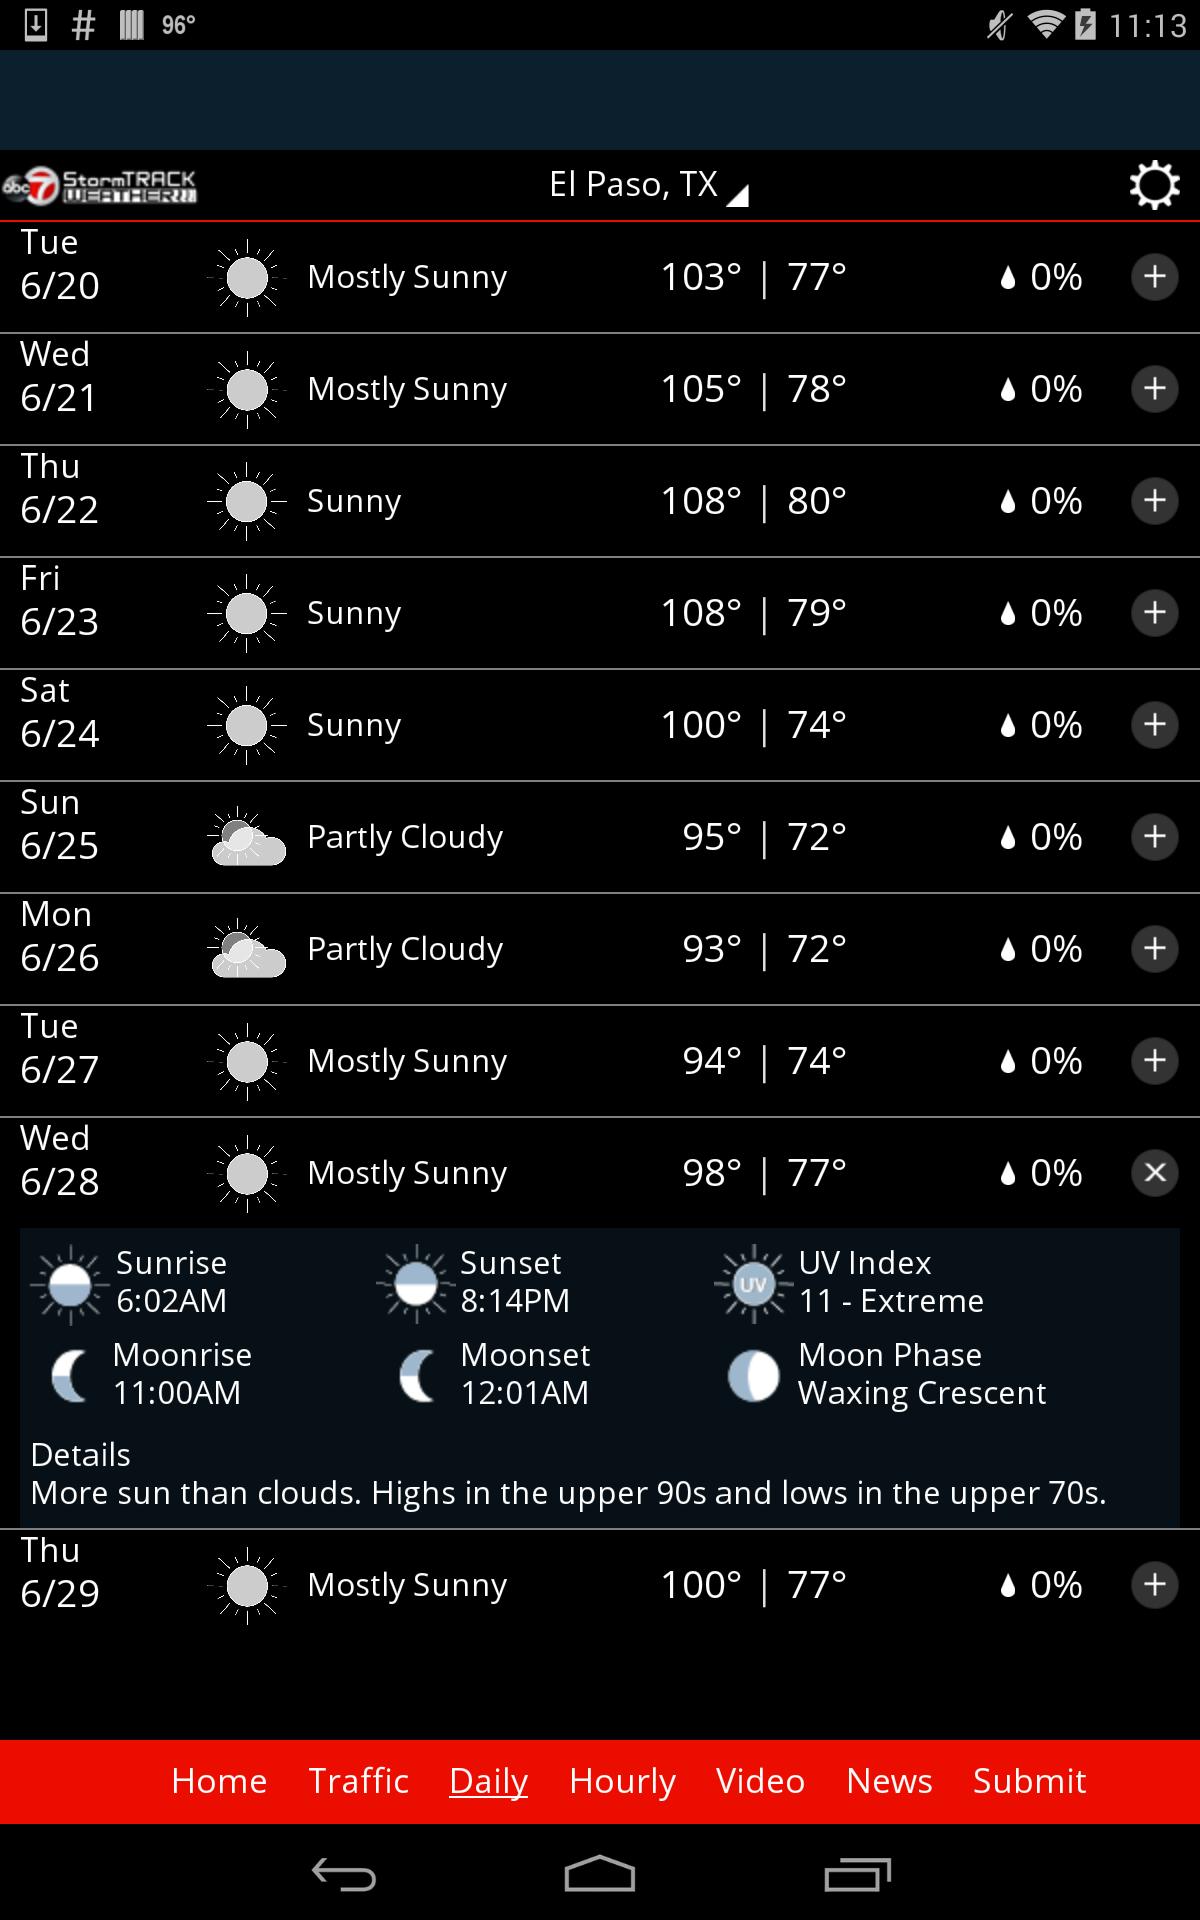 96° 11:13
abc 7 StormTRACK WEATHER El Paso, TX
Tue 6/20 Mostly Sunny 103° | 77° 0%
Wed 6/21 Mostly Sunny 105° | 78° 0%
Thu 6/22 Sunny 108° | 80° 0%
Fri 6/23 Sunny 108° | 79° 0%
Sat 6/24 Sunny 100° | 74° 0%
Sun 6/25 Partly Cloudy 95° | 72° 0%
Mon 6/26 Partly Cloudy 93° | 72° 0%
Tue 6/27 Mostly Sunny 94° | 74° 0%
Wed 6/28 Mostly Sunny 98° | 77° 0%
Sunrise Sunset UV Index
6:02AM 8:14PM UV 11 - Extreme
Moonrise Moonset Moon Phase
11:00AM 12:01AM Waxing Crescent
Details
More sun than clouds. Highs in the upper 90s and lows in the upper 70s.
Thu 6/29 Mostly Sunny 100° | 77° 0%
Home Traffic Daily Hourly Video News Submit